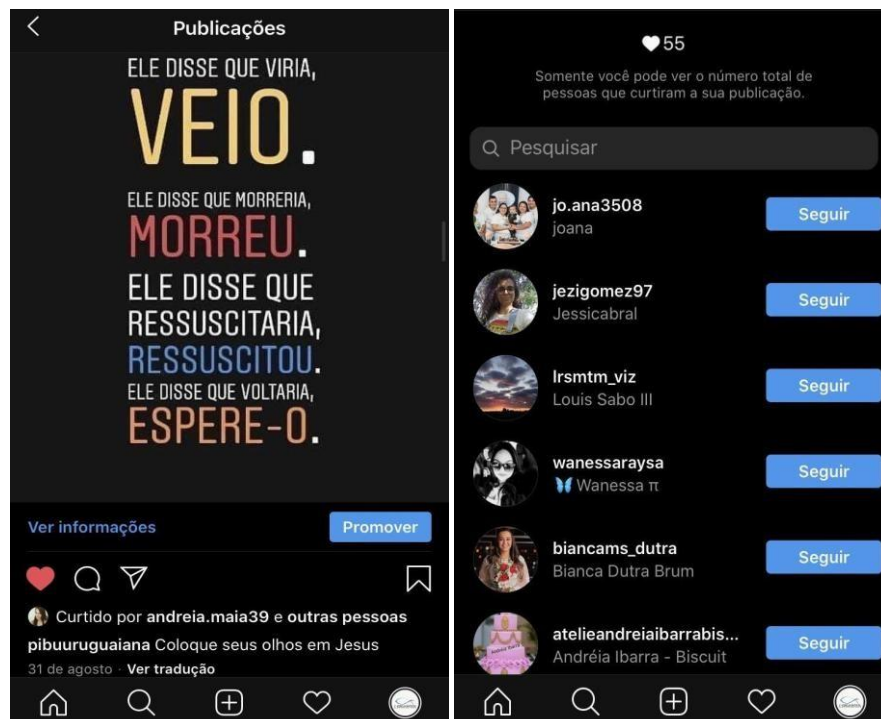 Publicações
ELE DISSE QUE VIRIA,
VEIO.
ELE DISSE QUE MORRERIA,
MORREU.
ELE DISSE QUE
RESSUSCITARIA,
RESSUSCITOU.
ELE DISSE QUE VOLTARIA,
ESPERE-O.
Ver informações
Promover
Curtido por andreia.maia39 e outras pessoas
pibuuruguaiana Coloque seus olhos em Jesus
31 de agosto · Ver tradução
55
Somente você pode ver o número total de
pessoas que curtiram a sua publicação.
Pesquisar
jo.ana3508
joana
Seguir
jezigomez97
Jessicabral
Seguir
lrsmtm_viz
Louis Sabo III
Seguir
wanessaraysa
🦋 Wanessa π
Seguir
biancams_dutra
Bianca Dutra Brum
Seguir
atelieandreiaibarrabis...
Andréia Ibarra - Biscuit
Seguir